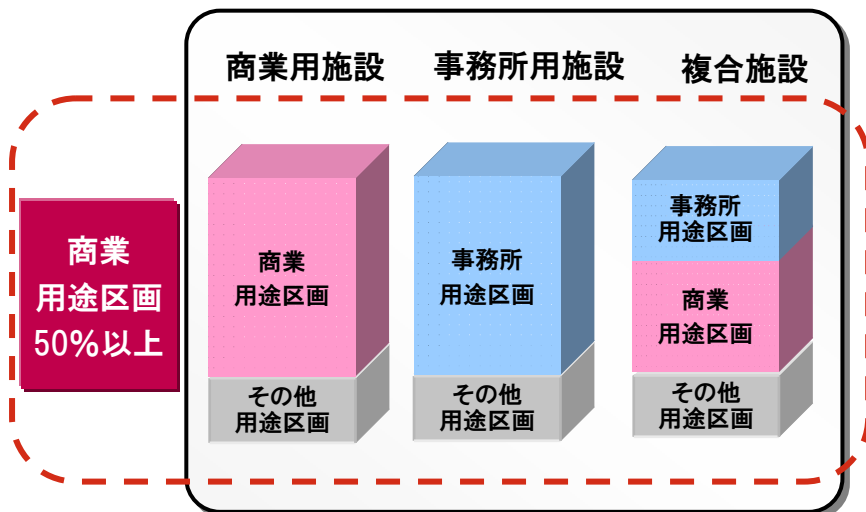 商業用施設
事務所用施設
複合施設
商業
用途区画
50%以上
商業
用途区画
その他
用途区画
事務所
用途区画
その他
用途区画
事務所
用途区画
商業
用途区画
その他
用途区画